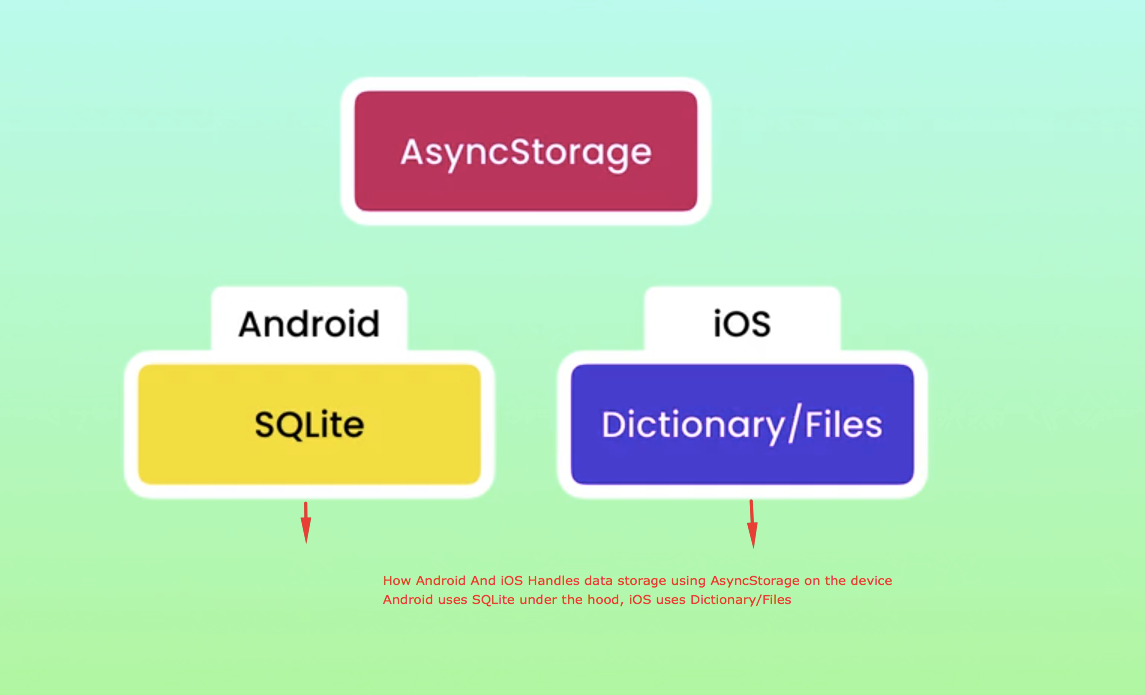 AsyncStorage
Android
iOS
SQLite
Dictionary/Files
How Android And iOS Handles data storage using AsyncStorage on the device
Android uses SQLite under the hood, iOS uses Dictionary/Files